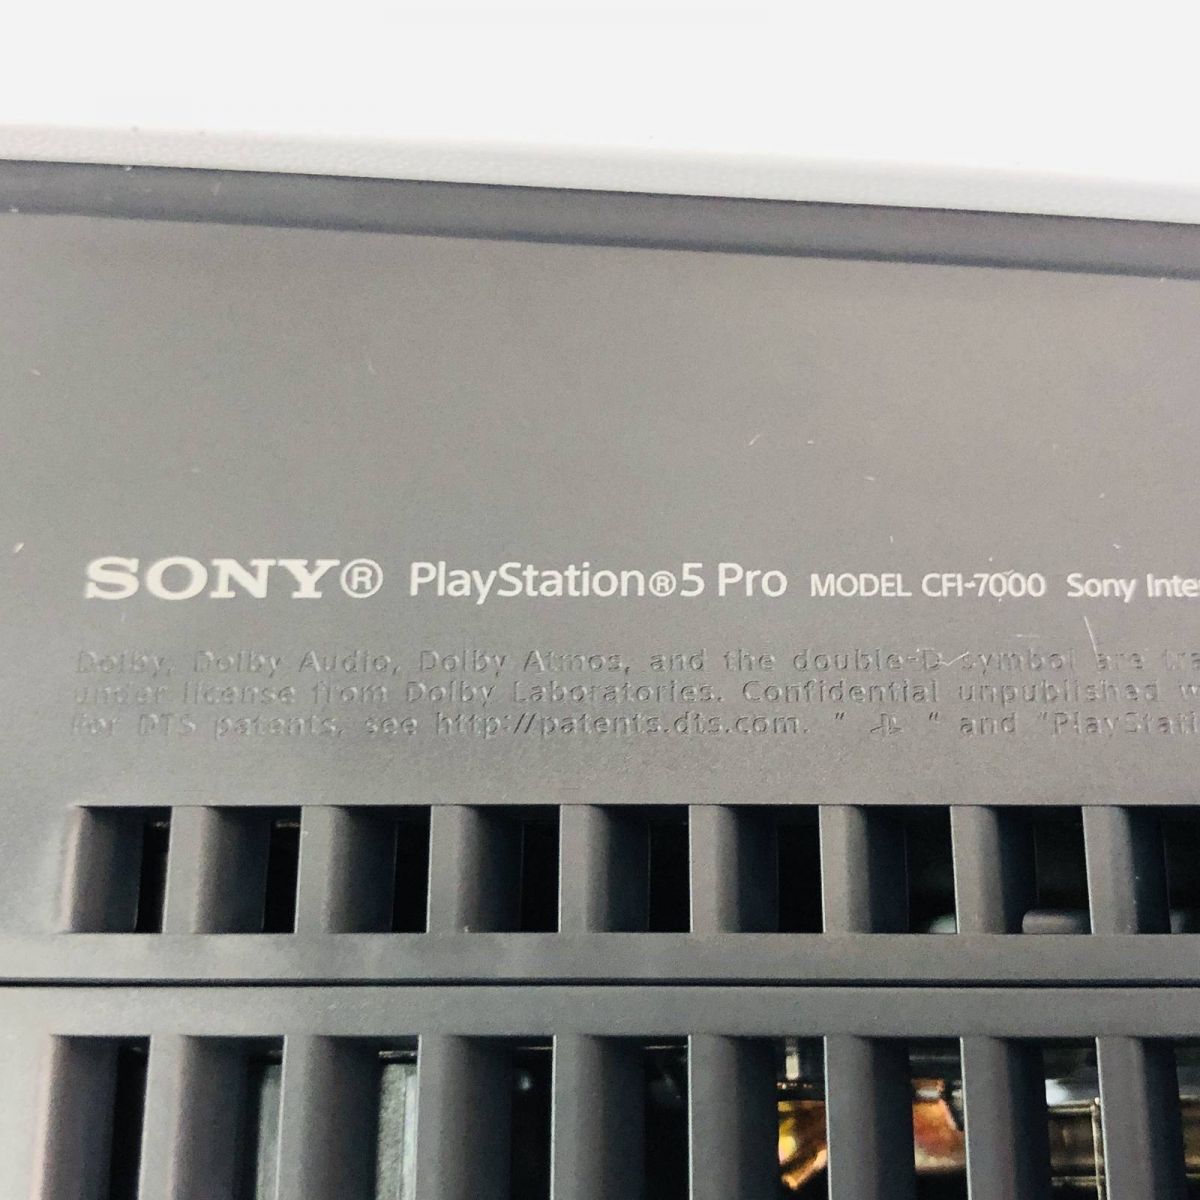 SONY® PlayStation®5 Pro MODEL CFI-7000 Sony Inte
Dolby, Dolby Audio, Dolby Atmos, and the double-D symbol are tra
under license from Dolby Laboratories. Confidential unpublished w
For DTS patents, see http://patents.dts.com. " " and "PlayStati